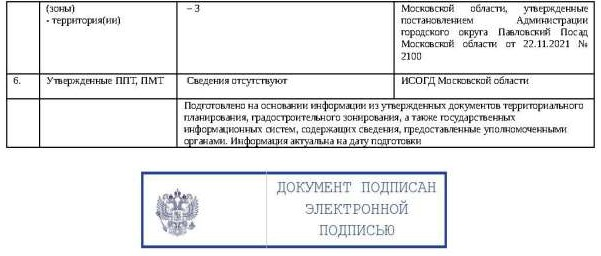 (зоны)
- территория(ии)
– З
Московской области, утвержденные
постановлением Администрации
городского округа Павловский Посад
Московской области от 22.11.2021 №
2100
6.
Утвержденные ППТ, ПМТ
Сведения отсутствуют
ИСОГД Московской области
Подготовлено на основании информации из утвержденных документов территориального
планирования, градостроительного зонирования, а также государственных
информационных систем, содержащих сведения, предоставленные уполномоченными
органами. Информация актуальна на дату подготовки
ДОКУМЕНТ ПОДПИСАН
ЭЛЕКТРОННОЙ
ПОДПИСЬЮ